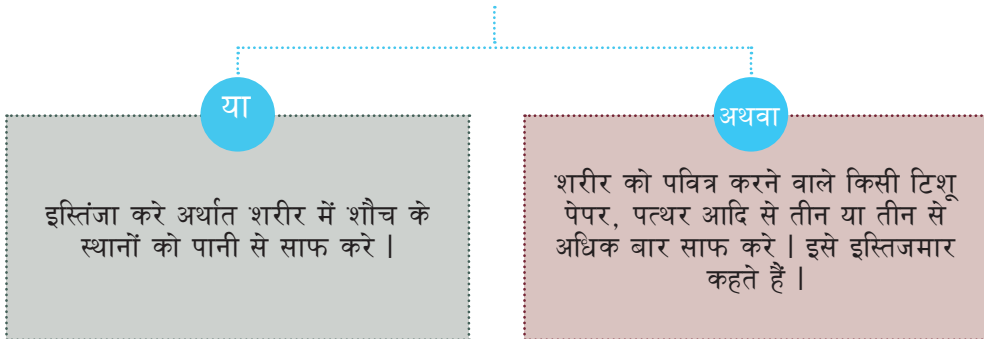 या
इस्तिंजा करे अर्थात शरीर में शौच के
स्थानों को पानी से साफ करे |
अथवा
शरीर को पवित्र करने वाले किसी टिशू
पेपर, पत्थर आदि से तीन या तीन से
अधिक बार साफ करे | इसे इस्तिजमार
कहते हैं |